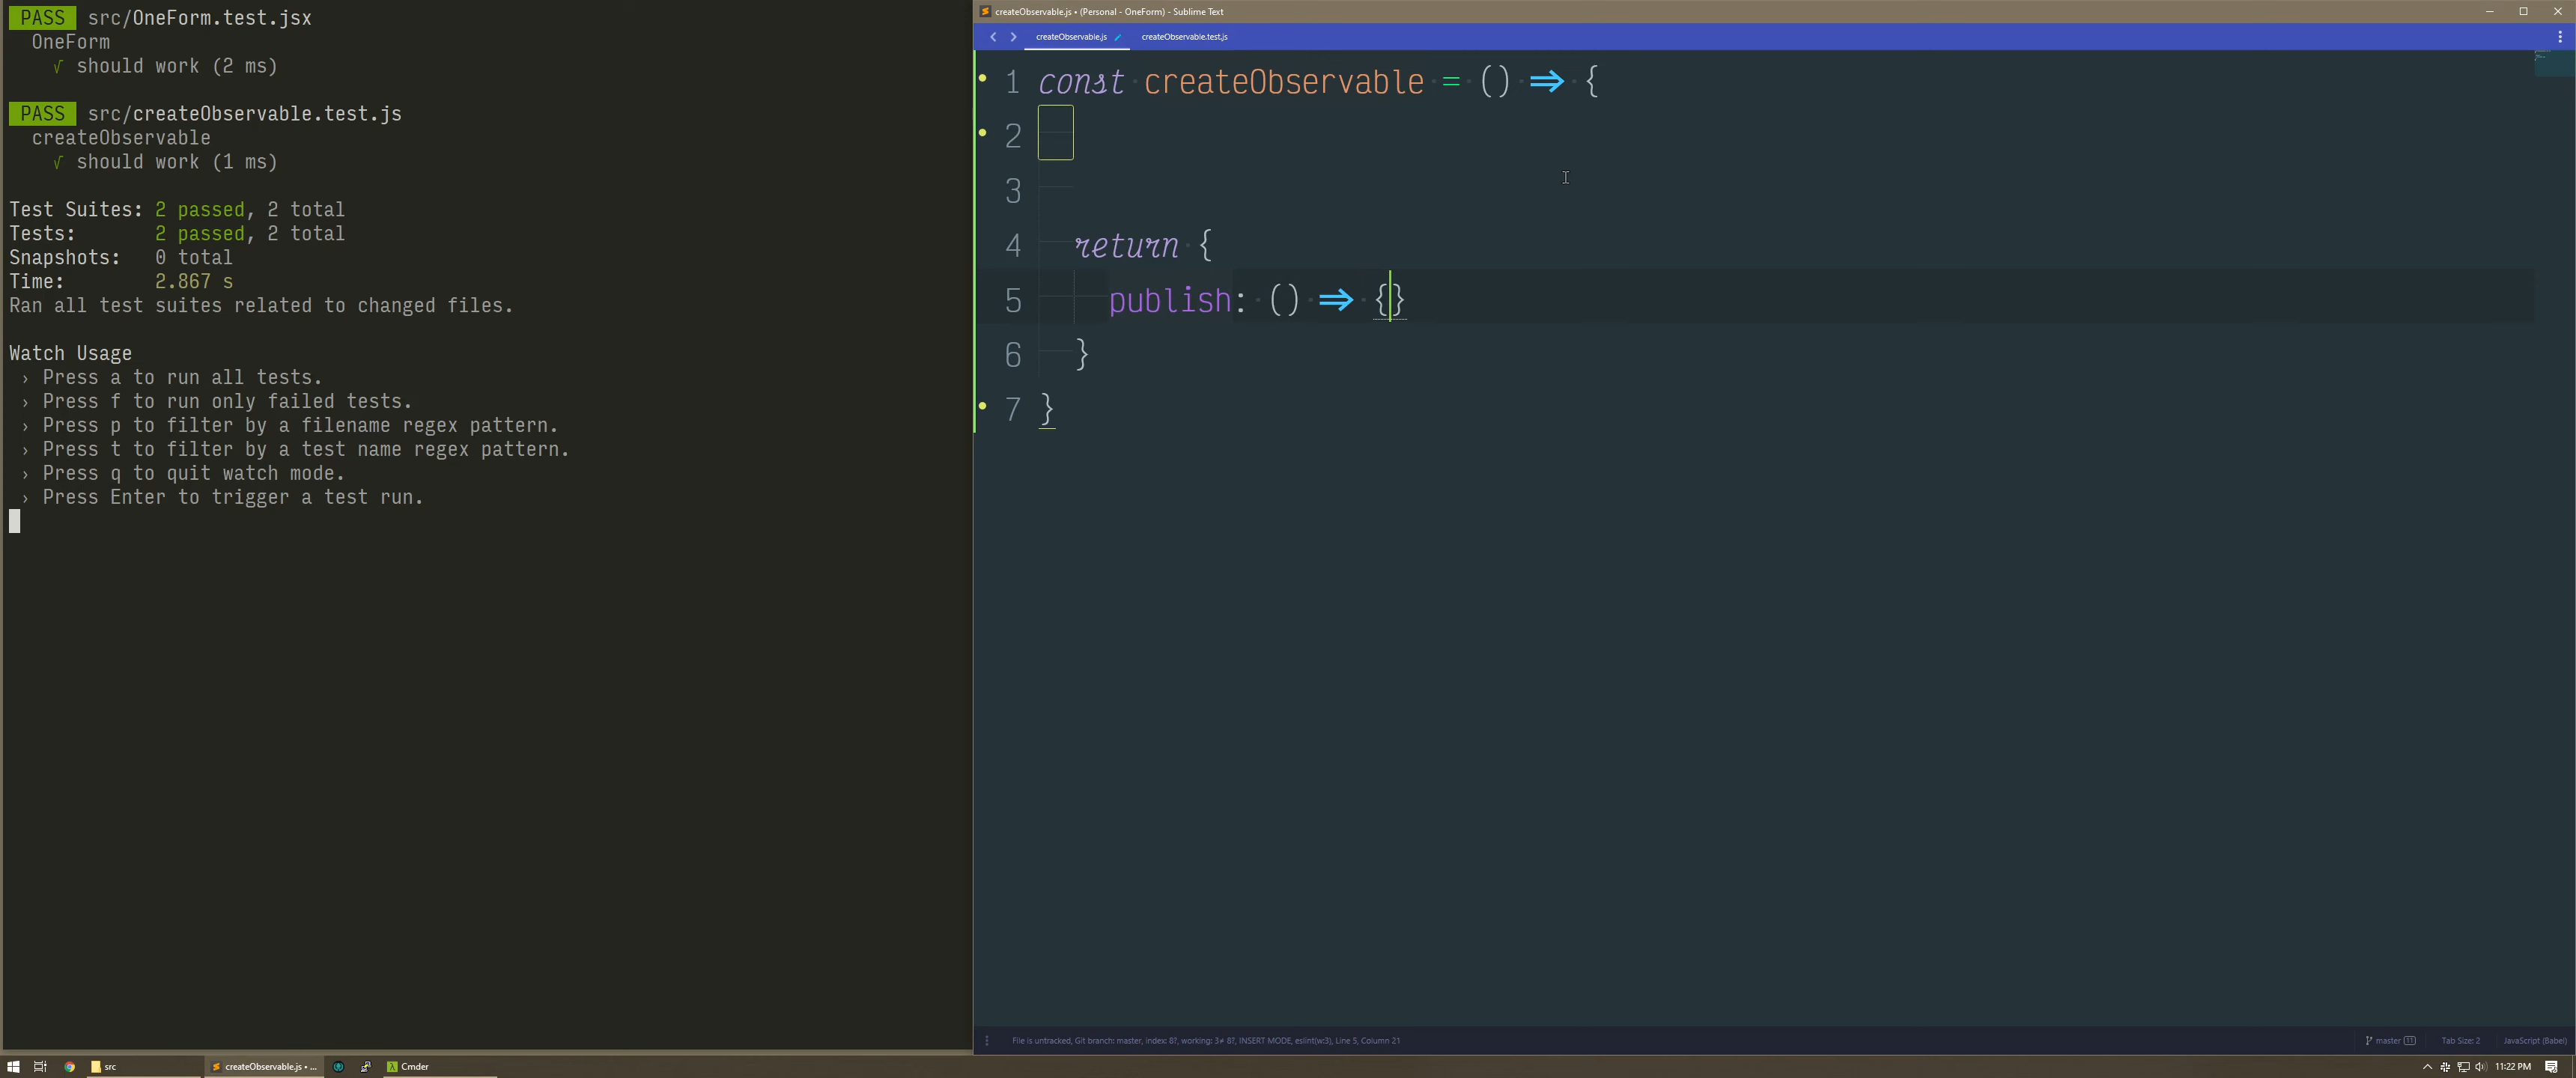 PASS src/OneForm.test.jsx
OneForm
√ should work (2 ms)
PASS src/createObservable.test.js
createObservable
√ should work (1 ms)
Test Suites: 2 passed, 2 total
Tests: 2 passed, 2 total
Snapshots: 0 total
Time: 2.867 s
Ran all test suites related to changed files.
Watch Usage
› Press a to run all tests.
› Press f to run only failed tests.
› Press p to filter by a filename regex pattern.
› Press t to filter by a test name regex pattern.
› Press q to quit watch mode.
› Press Enter to trigger a test run.
createObservable.js • (Personal - OneForm) - Sublime Text
createObservable.js createObservable.test.js
1 const createObservable = () => {
2
3
4 return {
5 publish: () => {}
6 }
7 }
File is untracked, Git branch: master, index: 8?, working: 3≠ 8?, INSERT MODE, eslint(w:3), Line 5, Column 21
master 11 Tab Size: 2 JavaScript (Babel)
src createObservable.js • ... Cmder 11:22 PM